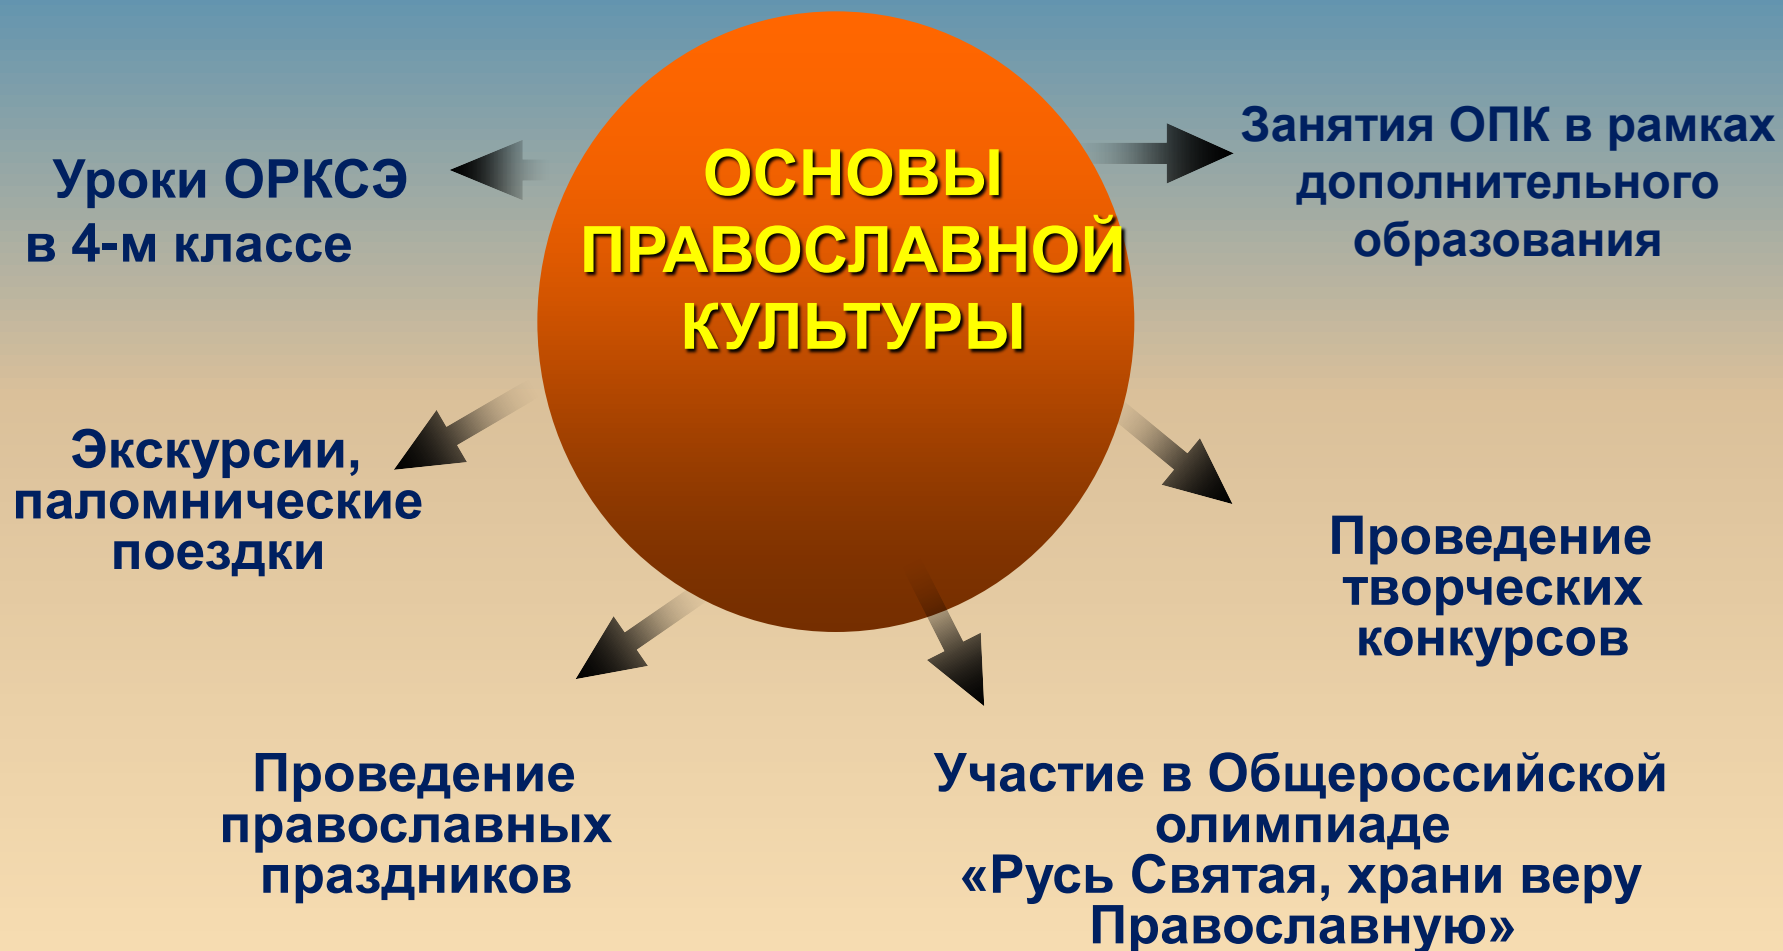 ОСНОВЫ
ПРАВОСЛАВНОЙ
КУЛЬТУРЫ
Уроки ОРКСЭ
в 4-м классе
Занятия ОПК в рамках
дополнительного
образования
Экскурсии,
паломнические
поездки
Проведение
творческих
конкурсов
Проведение
православных
праздников
Участие в Общероссийской
олимпиаде
«Русь Святая, храни веру
Православную»